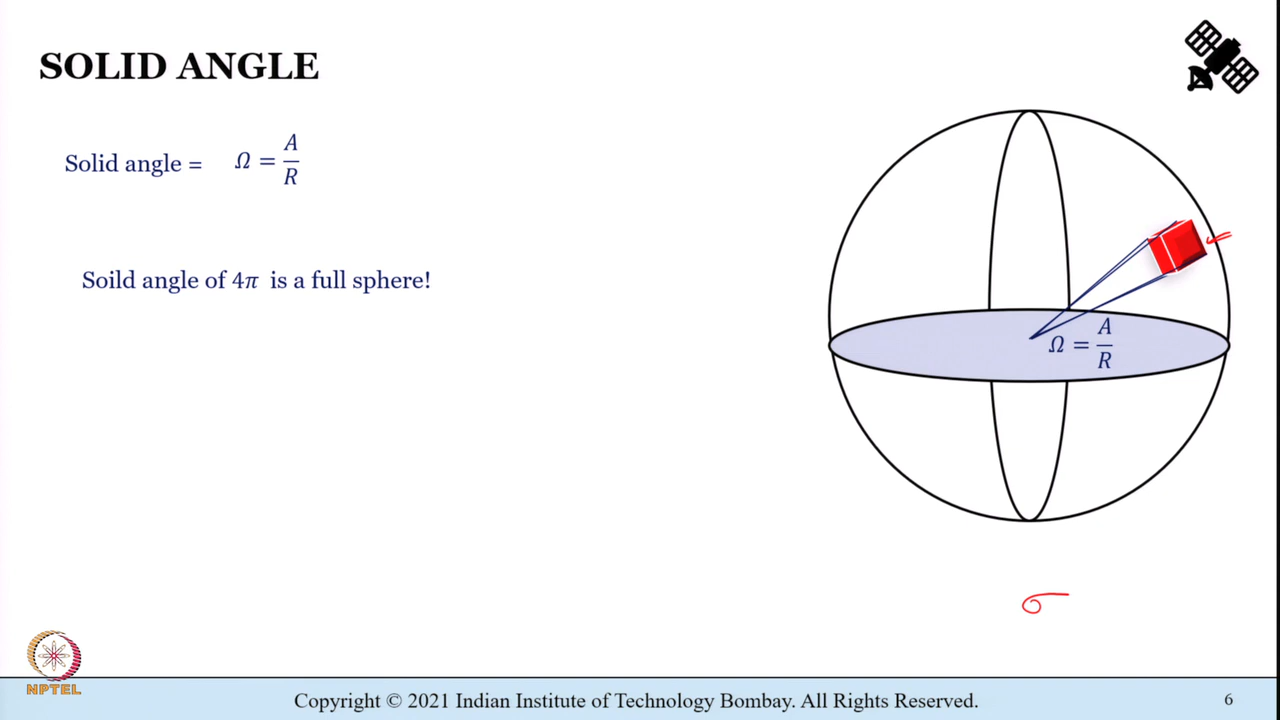 SOLID ANGLE
Solid angle = Ω = A/R
Soild angle of 4π is a full sphere!
Ω = A/R
σ
NPTEL
Copyright © 2021 Indian Institute of Technology Bombay. All Rights Reserved.
6